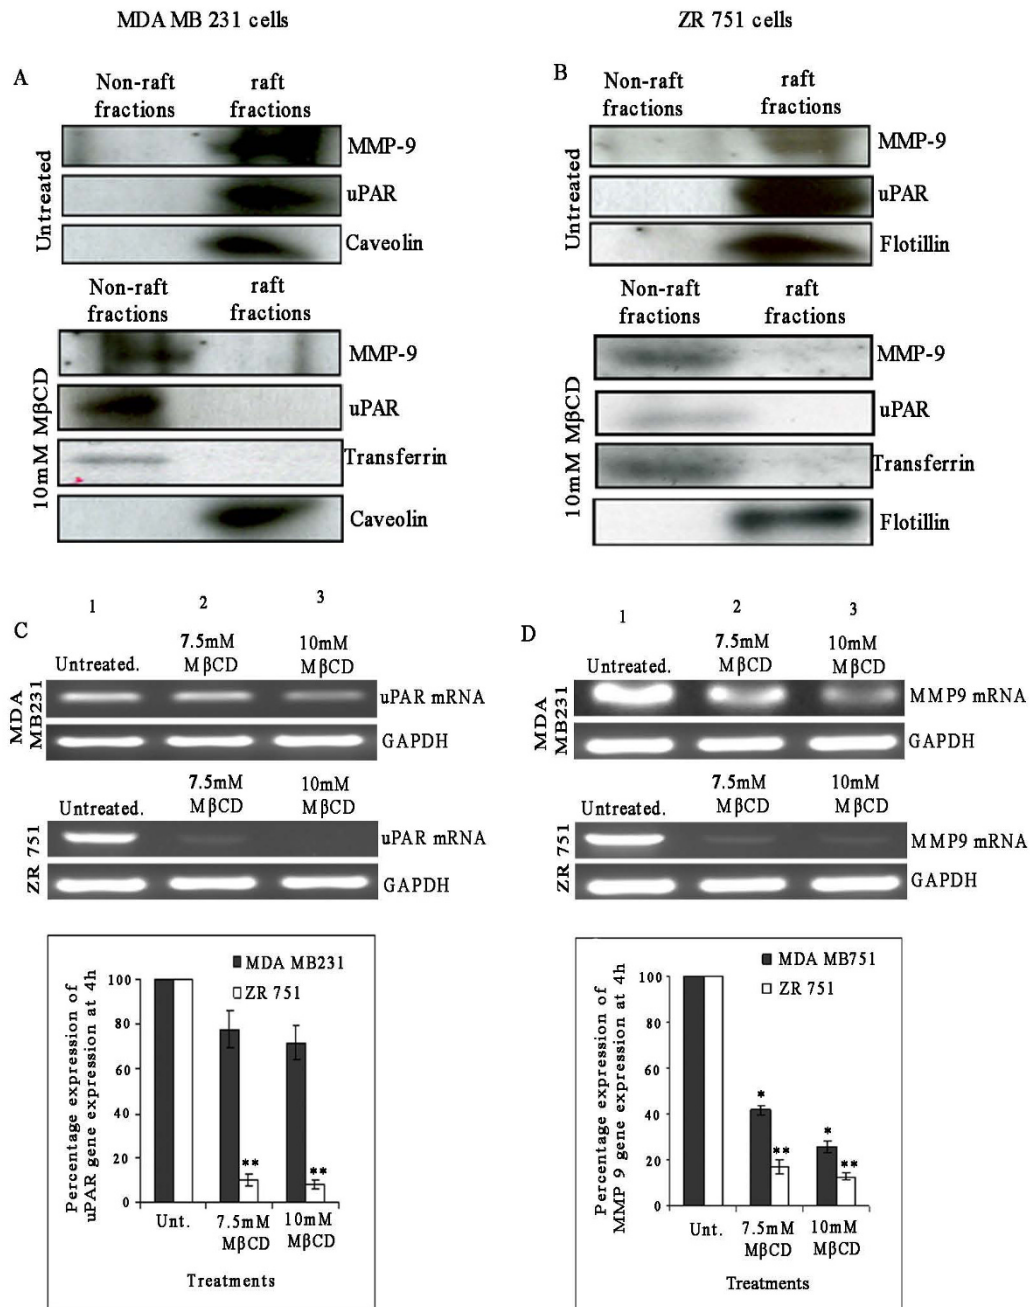 MDA MB 231 cells
ZR 751 cells
A
Non-raft fractions
raft fractions
Untreated
MMP-9
uPAR
Caveolin
Non-raft fractions
raft fractions
10mM MβCD
MMP-9
uPAR
Transferrin
Caveolin
B
Non-raft fractions
raft fractions
Untreated
MMP-9
uPAR
Flotillin
Non-raft fractions
raft fractions
10mM MβCD
MMP-9
uPAR
Transferrin
Flotillin
C
1 2 3
Untreated. 7.5mM MβCD 10mM MβCD
MDA MB231
uPAR mRNA
GAPDH
Untreated. 7.5mM MβCD 10mM MβCD
ZR 751
uPAR mRNA
GAPDH
Percentage expression of uPAR gene expression at 4h
MDA MB231
ZR 751
100
80
60
40
20
0
** **
Unt. 7.5mM MβCD 10mM MβCD
Treatments
D
1 2 3
Untreated. 7.5mM MβCD 10mM MβCD
MDA MB231
MMP9 mRNA
GAPDH
Untreated. 7.5mM MβCD 10mM MβCD
ZR 751
MMP9 mRNA
GAPDH
Percentage expression of MMP 9 gene expression at 4h
MDA MB751
ZR 751
100
80
60
40
20
0
* ** * **
Unt. 7.5mM MβCD 10mM MβCD
Treatments